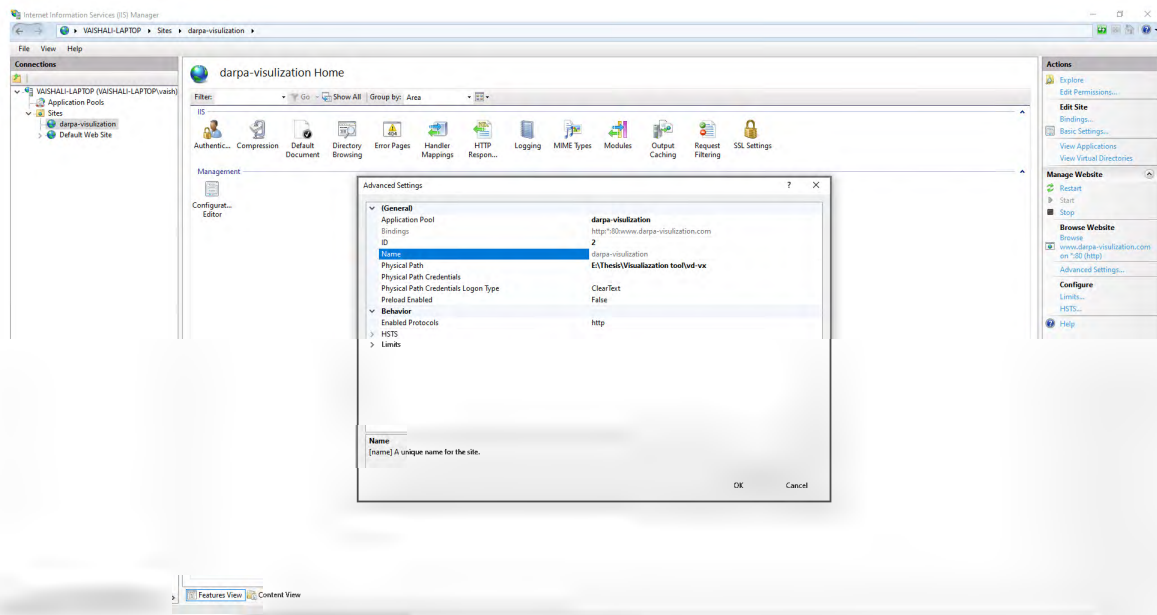 Internet Information Services (IIS) Manager
VAISHALI-LAPTOP Sites darpa-visulization
File View Help
Connections
VAISHALI-LAPTOP (VAISHALI-LAPTOP\vaish)
Application Pools
Sites
darpa-visulization
Default Web Site
darpa-visulization Home
Filter: Go Show All Group by: Area
IIS
Authentic... Compression Default Document Directory Browsing Error Pages Handler Mappings HTTP Respon... Logging MIME Types Modules Output Caching Request Filtering SSL Settings
Management
Configurat... Editor
Advanced Settings ?
(General)
Application Pool darpa-visulization
Bindings http:*:80:www.darpa-visulization.com
ID 2
Name darpa-visulization
Physical Path E:\Thesis\Visualiazation tool\vd-vx
Physical Path Credentials
Physical Path Credentials Logon Type ClearText
Preload Enabled False
Behavior
Enabled Protocols http
HSTS
Limits
Name
[name] A unique name for the site.
OK Cancel
Features View Content View
Actions
Explore
Edit Permissions...
Edit Site
Bindings...
Basic Settings...
View Applications
View Virtual Directories
Manage Website
Restart
Start
Stop
Browse Website
Browse
www.darpa-visulization.com
on *:80 (http)
Advanced Settings...
Configure
Limits...
HSTS...
Help